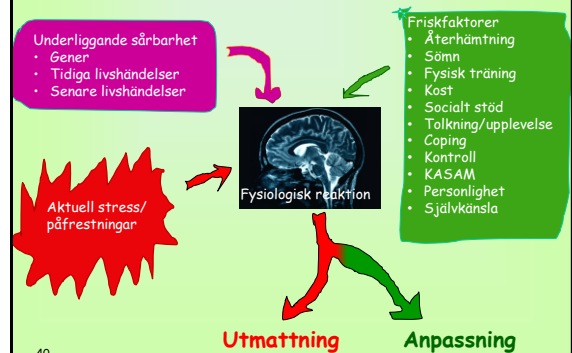 Underliggande sårbarhet
• Gener
• Tidiga livshändelser
• Senare livshändelser
Friskfaktorer
• Återhämtning
• Sömn
• Fysisk träning
• Kost
• Socialt stöd
• Tolkning/upplevelse
• Coping
• Kontroll
• KASAM
• Personlighet
• Självkänsla
Fysiologisk reaktion
Aktuell stress/
påfrestningar
Utmattning
Anpassning